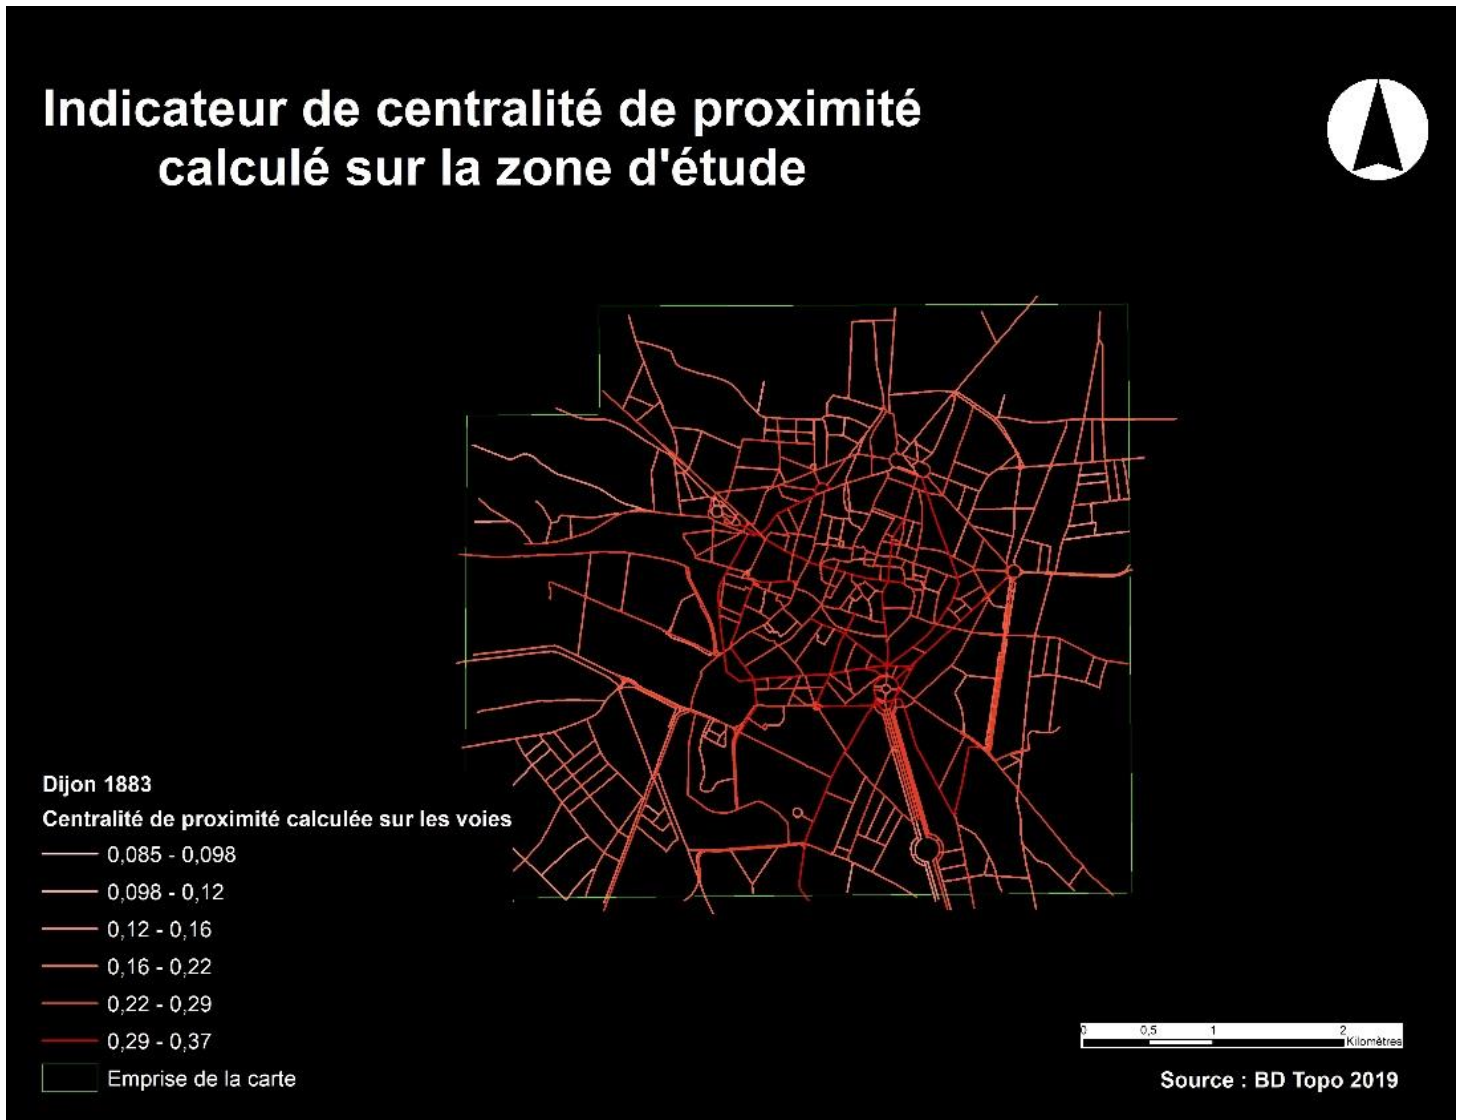 Indicateur de centralité de proximité
calculé sur la zone d'étude
Dijon 1883
Centralité de proximité calculée sur les voies
0,085 - 0,098
0,098 - 0,12
0,12 - 0,16
0,16 - 0,22
0,22 - 0,29
0,29 - 0,37
Emprise de la carte
0 0,5 1 2
Kilomètres
Source : BD Topo 2019